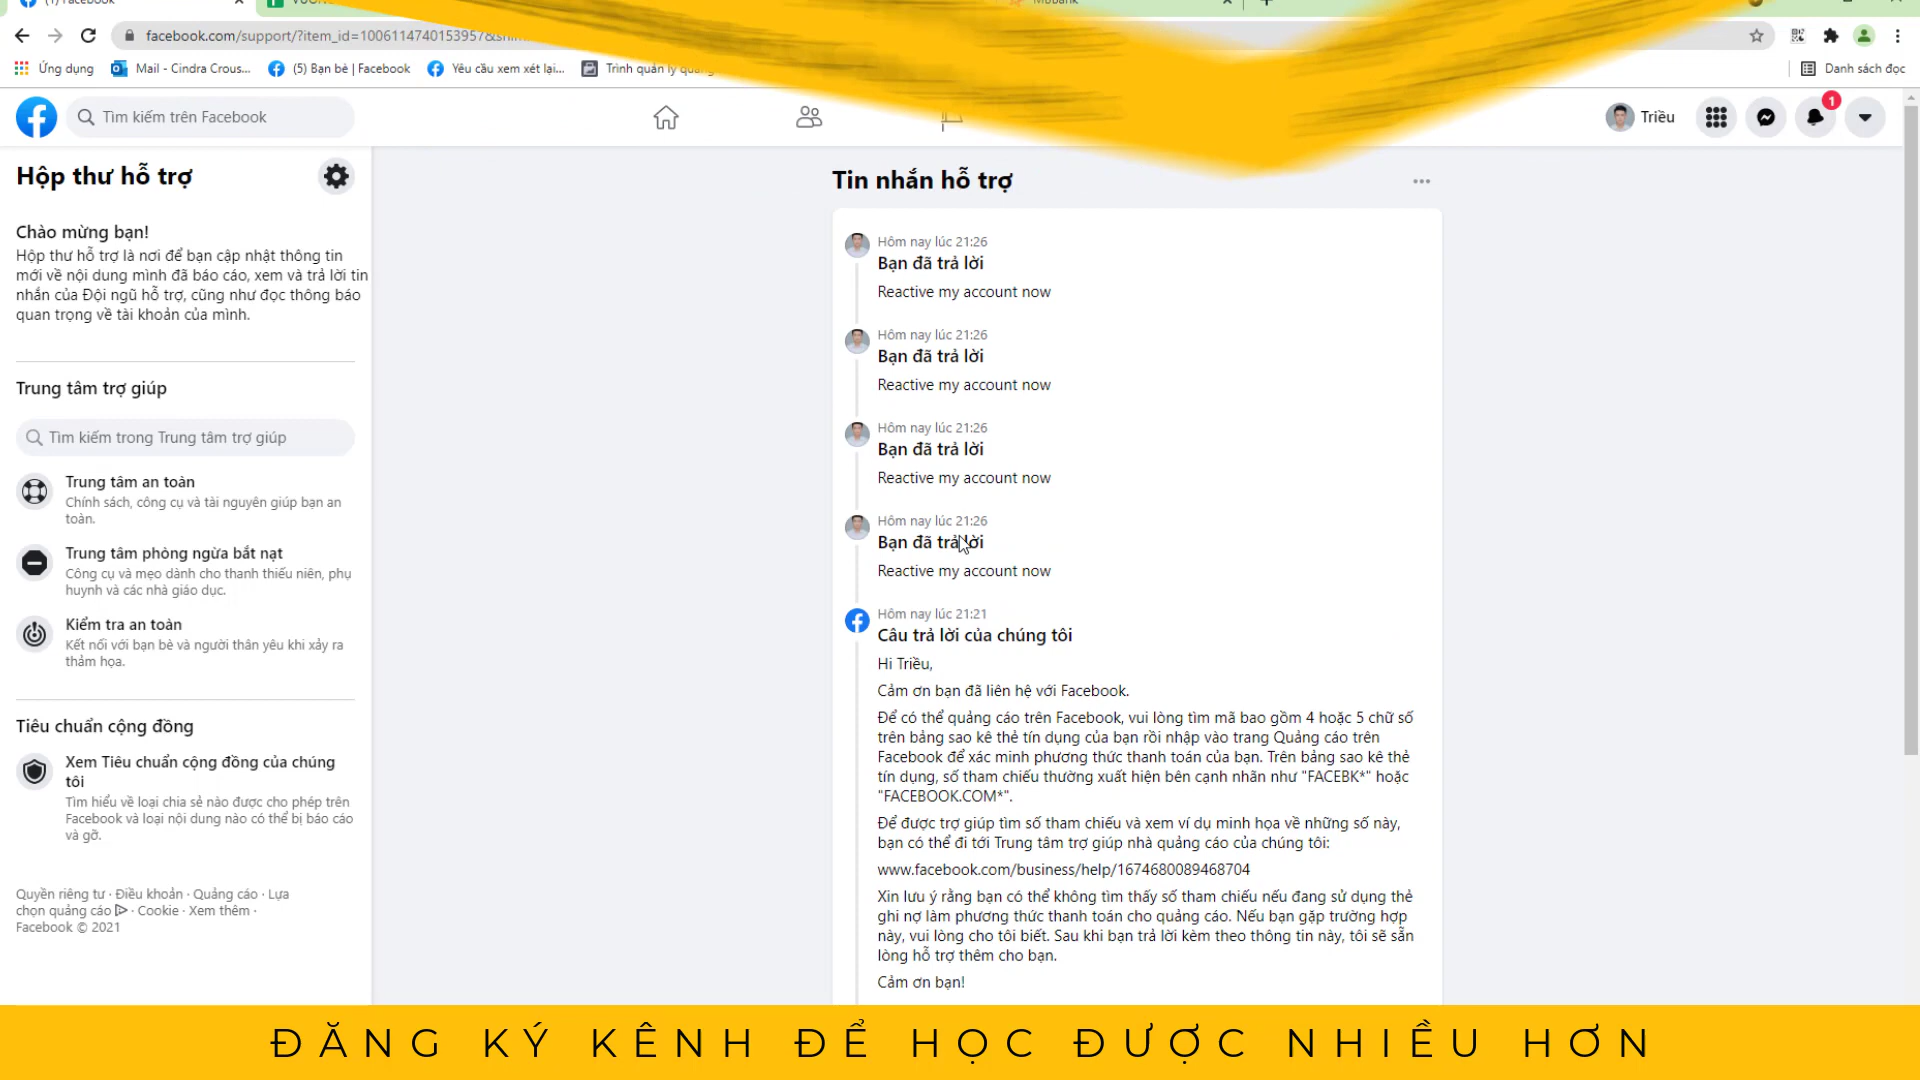 (1) Facebook
facebook.com/support/?item_id=1006114740153957
Ứng dụng
Mail - Cindra Crous...
(5) Bạn bè | Facebook
Yêu cầu xem xét lại...
Trình quản lý quảng
Danh sách đọc
Tìm kiếm trên Facebook
Triều
1
Hộp thư hỗ trợ
Chào mừng bạn!
Hộp thư hỗ trợ là nơi để bạn cập nhật thông tin
mới về nội dung mình đã báo cáo, xem và trả lời tin
nhắn của Đội ngũ hỗ trợ, cũng như đọc thông báo
quan trọng về tài khoản của mình.
Trung tâm trợ giúp
Tìm kiếm trong Trung tâm trợ giúp
Trung tâm an toàn
Chính sách, công cụ và tài nguyên giúp bạn an
toàn.
Trung tâm phòng ngừa bắt nạt
Công cụ và mẹo dành cho thanh thiếu niên, phụ
huynh và các nhà giáo dục.
Kiểm tra an toàn
Kết nối với bạn bè và người thân yêu khi xảy ra
thảm họa.
Tiêu chuẩn cộng đồng
Xem Tiêu chuẩn cộng đồng của chúng
tôi
Tìm hiểu về loại chia sẻ nào được cho phép trên
Facebook và loại nội dung nào có thể bị báo cáo
và gỡ.
Quyền riêng tư · Điều khoản · Quảng cáo · Lựa
chọn quảng cáo · Cookie · Xem thêm ·
Facebook © 2021
Tin nhắn hỗ trợ
Hôm nay lúc 21:26
Bạn đã trả lời
Reactive my account now
Hôm nay lúc 21:26
Bạn đã trả lời
Reactive my account now
Hôm nay lúc 21:26
Bạn đã trả lời
Reactive my account now
Hôm nay lúc 21:26
Bạn đã trả lời
Reactive my account now
Hôm nay lúc 21:21
Câu trả lời của chúng tôi
Hi Triều,
Cảm ơn bạn đã liên hệ với Facebook.
Để có thể quảng cáo trên Facebook, vui lòng tìm mã bao gồm 4 hoặc 5 chữ số
trên bảng sao kê thẻ tín dụng của bạn rồi nhập vào trang Quảng cáo trên
Facebook để xác minh phương thức thanh toán của bạn. Trên bảng sao kê thẻ
tín dụng, số tham chiếu thường xuất hiện bên cạnh nhãn như "FACEBK*" hoặc
"FACEBOOK.COM*".
Để được trợ giúp tìm số tham chiếu và xem ví dụ minh họa về những số này,
bạn có thể đi tới Trung tâm trợ giúp nhà quảng cáo của chúng tôi:
www.facebook.com/business/help/1674680089468704
Xin lưu ý rằng bạn có thể không tìm thấy số tham chiếu nếu đang sử dụng thẻ
ghi nợ làm phương thức thanh toán cho quảng cáo. Nếu bạn gặp trường hợp
này, vui lòng cho tôi biết. Sau khi bạn trả lời kèm theo thông tin này, tôi sẽ sẵn
lòng hỗ trợ thêm cho bạn.
Cảm ơn bạn!
ĐĂNG KÝ KÊNH ĐỂ HỌC ĐƯỢC NHIỀU HƠN